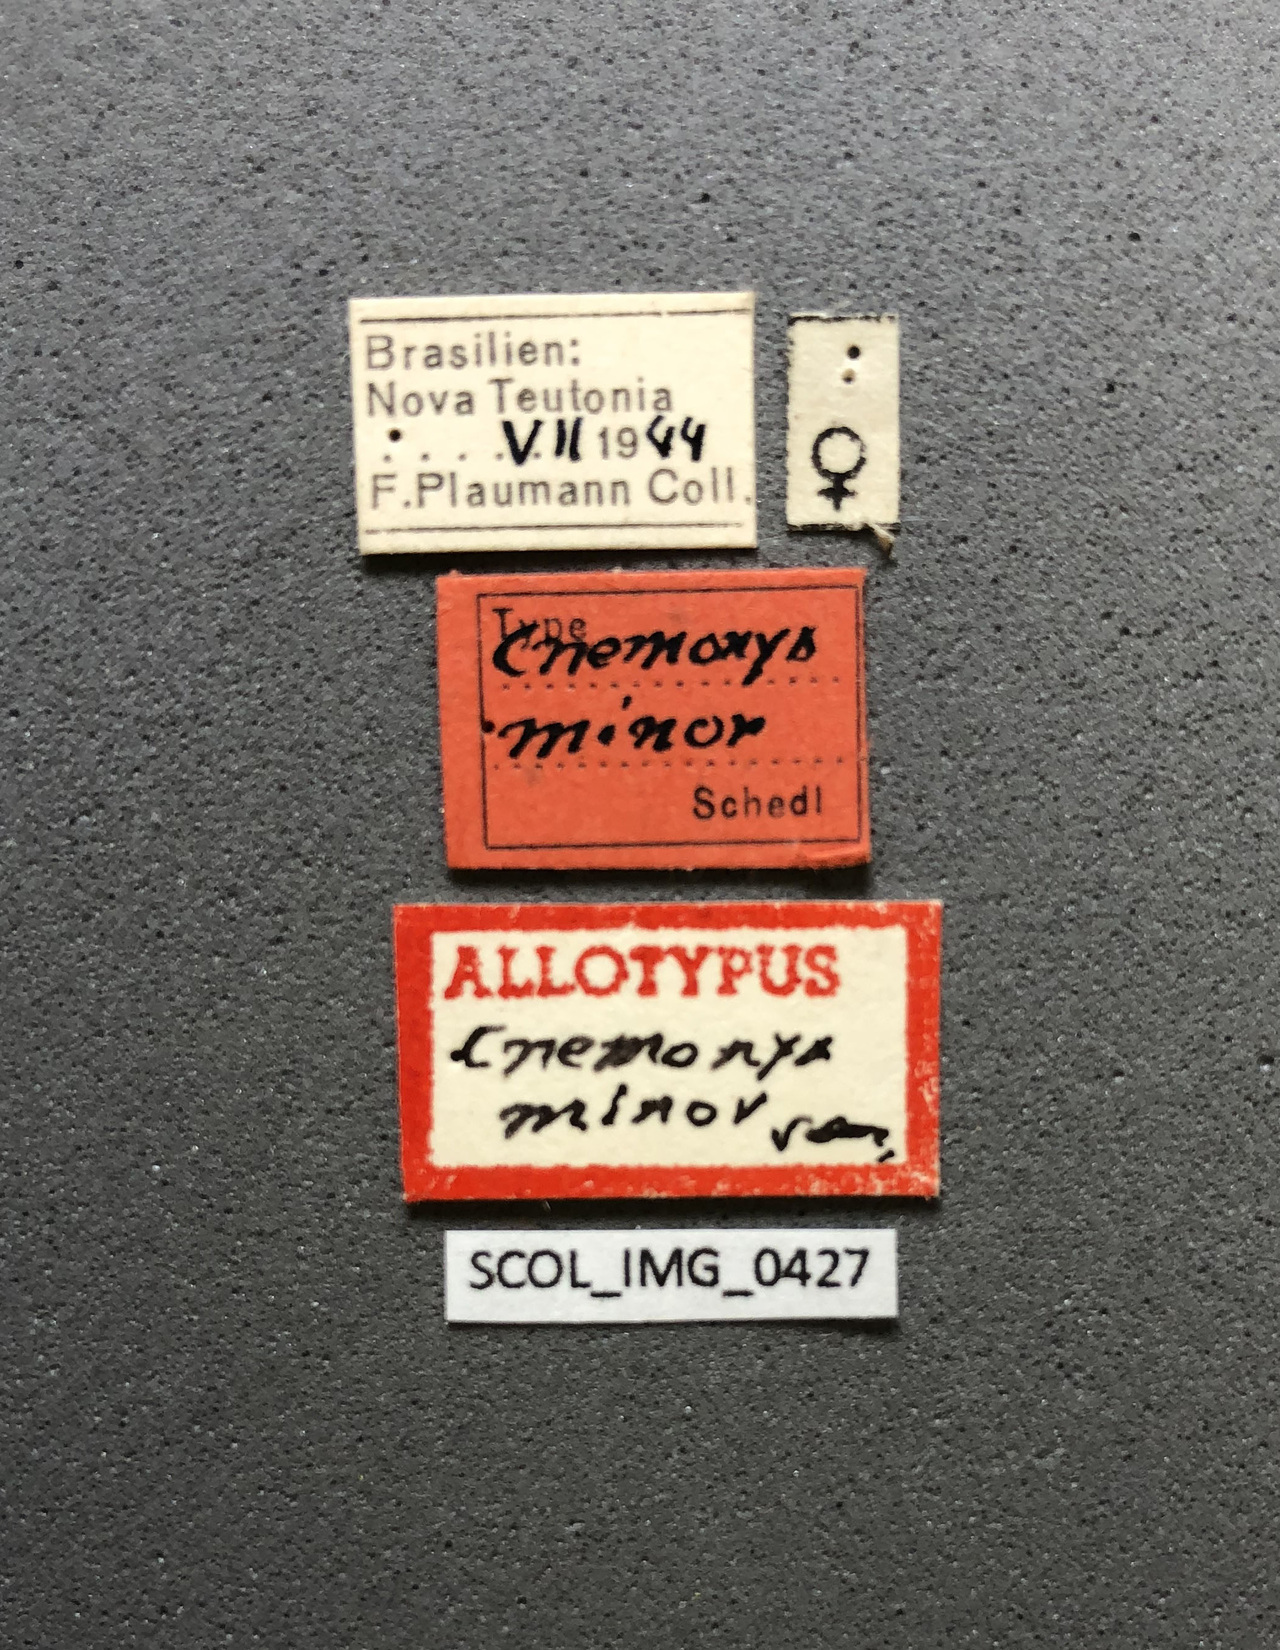 Brasilien:
Nova Teutonia
. . . . VII 1944
F.Plaumann Coll.
♀
Type
Cnemonyx
minor
Schedl
ALLOTYPUS
Cnemonyx
minor
SCOL_IMG_0427